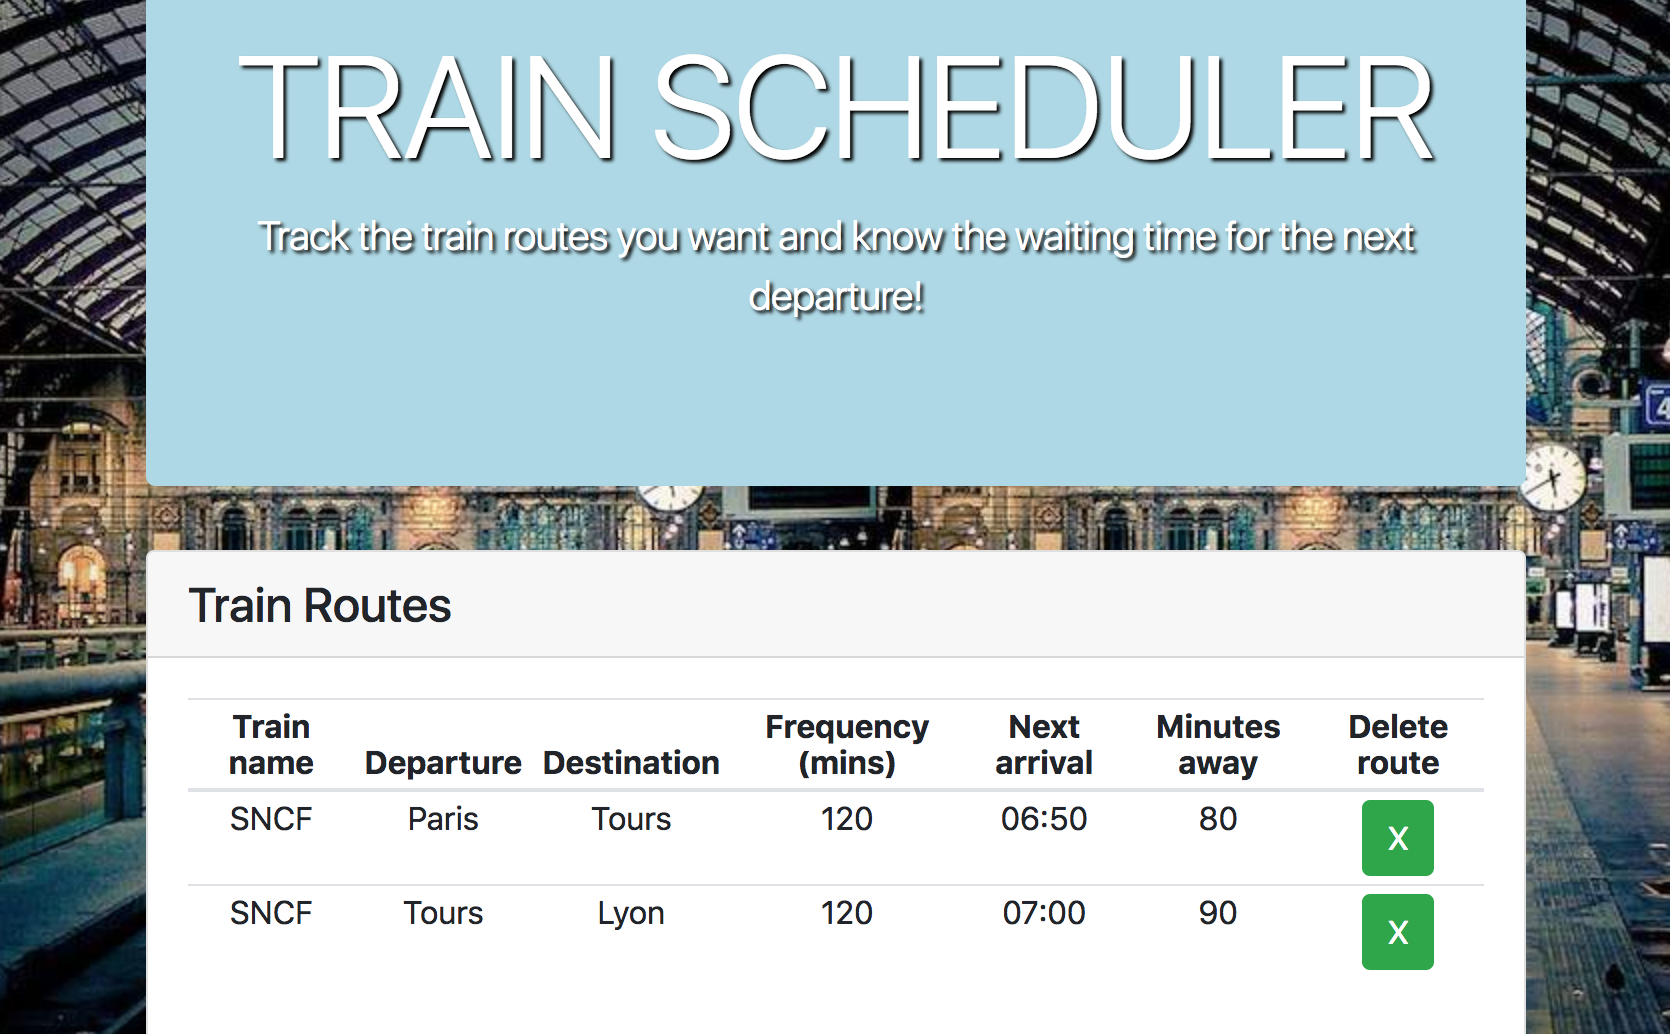 TRAIN SCHEDULER
Track the train routes you want and know the waiting time for the next
departure!
4
Train Routes
Train name Departure Destination Frequency (mins) Next arrival Minutes away Delete route
SNCF Paris Tours 120 06:50 80 X
SNCF Tours Lyon 120 07:00 90 X